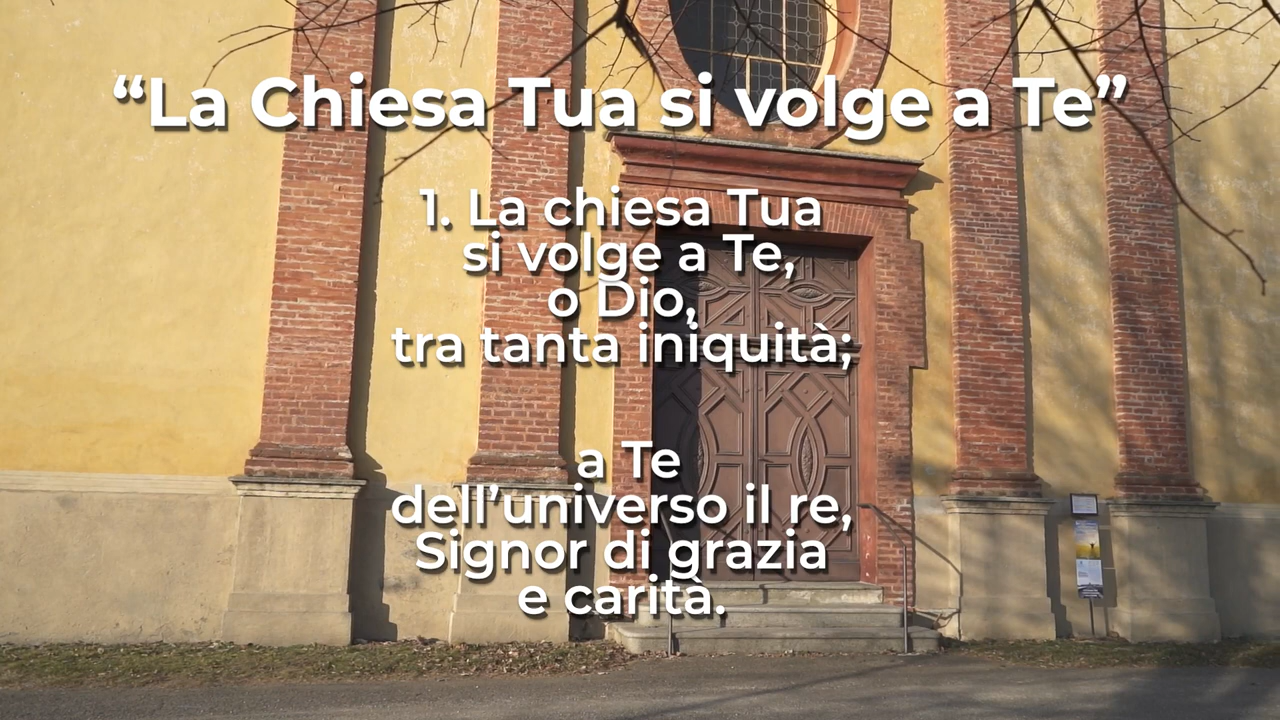 “La Chiesa Tua si volge a Te”
1. La chiesa Tua
si volge a Te,
o Dio,
tra tanta iniquità;
a Te
dell’universo il re,
Signor di grazia
e carità.